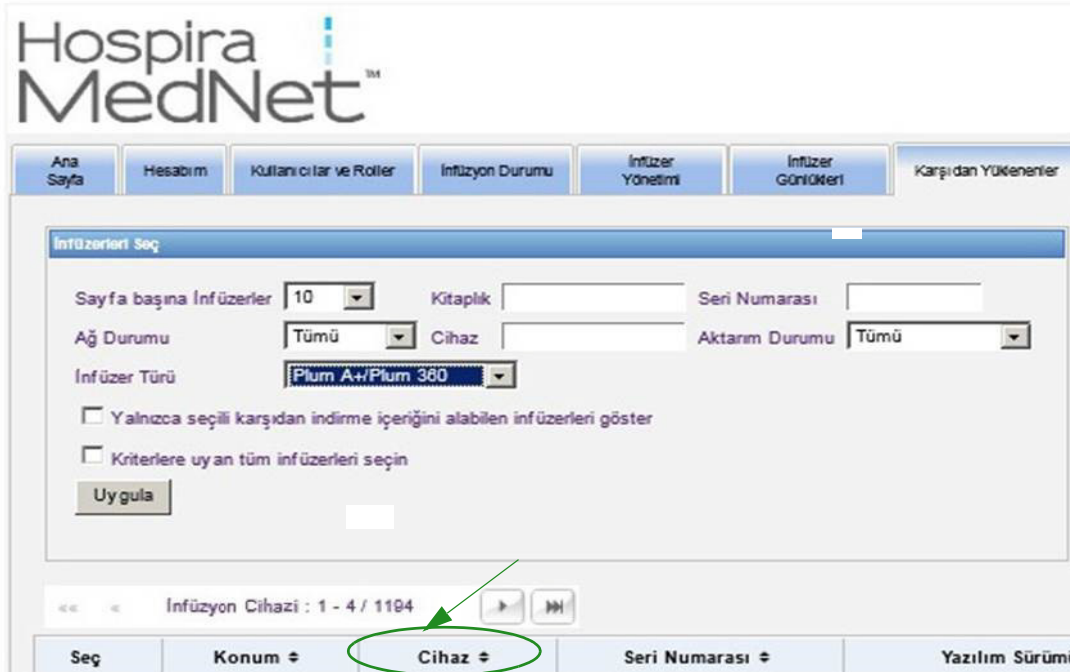 Hospira
MedNet™
Ana Sayfa Hesabım Kullanıcılar ve Roller İnfüzyon Durumu İnfüzer Yönetimi İnfüzer Günlükleri Karşıdan Yüklenenler
İnfüzerleri Seç
Sayfa başına İnfüzerler 10 Kitaplık Seri Numarası
Ağ Durumu Tümü Cihaz Aktarım Durumu Tümü
İnfüzer Türü Plum A+/Plum 360
Yalnızca seçili karşıdan indirme içeriğini alabilen infüzerleri göster
Kriterlere uyan tüm infüzerleri seçin
Uygula
İnfüzyon Cihazi : 1 - 4 / 1194
Seç Konum Cihaz Seri Numarası Yazılım Sürümü